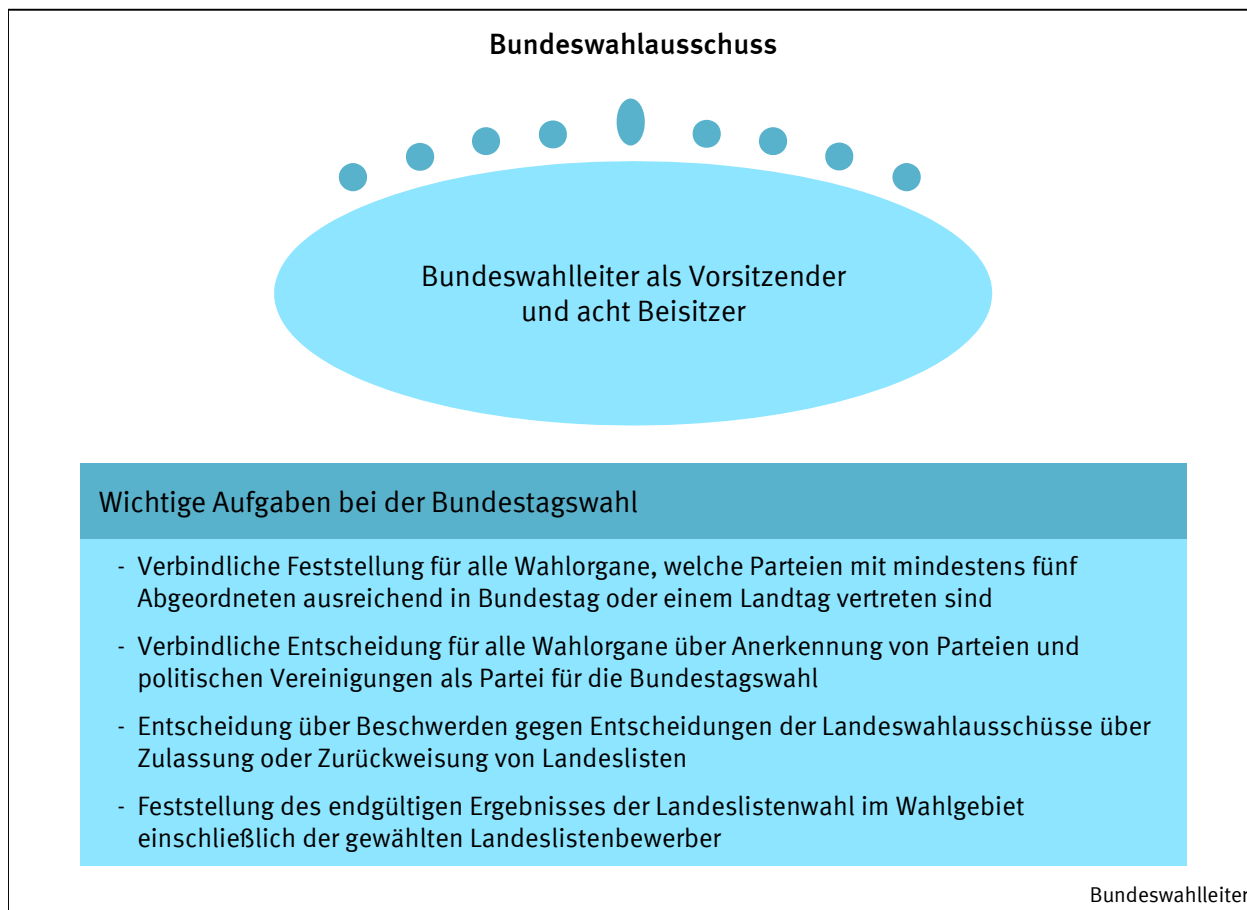 Bundeswahlausschuss
Bundeswahlleiter als Vorsitzender
und acht Beisitzer
Wichtige Aufgaben bei der Bundestagswahl
- Verbindliche Feststellung für alle Wahlorgane, welche Parteien mit mindestens fünf
Abgeordneten ausreichend in Bundestag oder einem Landtag vertreten sind
- Verbindliche Entscheidung für alle Wahlorgane über Anerkennung von Parteien und
politischen Vereinigungen als Partei für die Bundestagswahl
- Entscheidung über Beschwerden gegen Entscheidungen der Landeswahlausschüsse über
Zulassung oder Zurückweisung von Landeslisten
- Feststellung des endgültigen Ergebnisses der Landeslistenwahl im Wahlgebiet
einschließlich der gewählten Landeslistenbewerber
Bundeswahlleiter